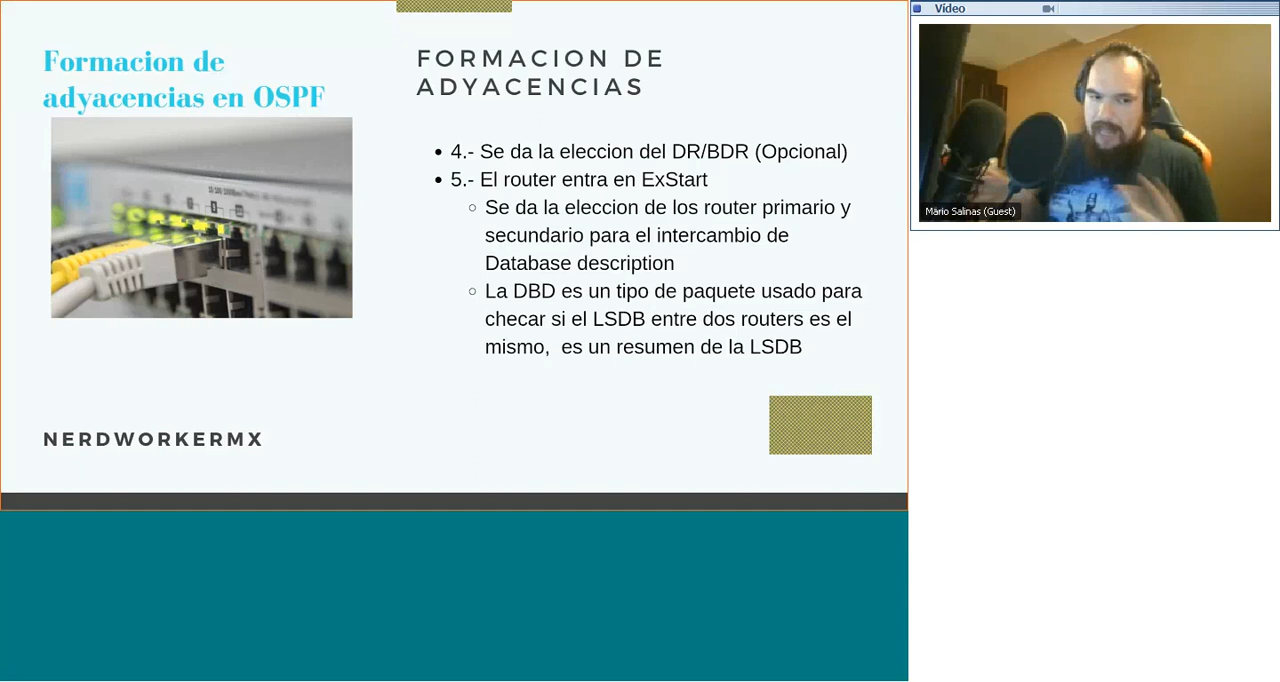 Formacion de
adyacencias en OSPF
FORMACION DE
ADYACENCIAS
4.- Se da la eleccion del DR/BDR (Opcional)
5.- El router entra en ExStart
Se da la eleccion de los router primario y
secundario para el intercambio de
Database description
La DBD es un tipo de paquete usado para
checar si el LSDB entre dos routers es el
mismo,  es un resumen de la LSDB
NERDWORKERMX
Vídeo
Mario Salinas (Guest)